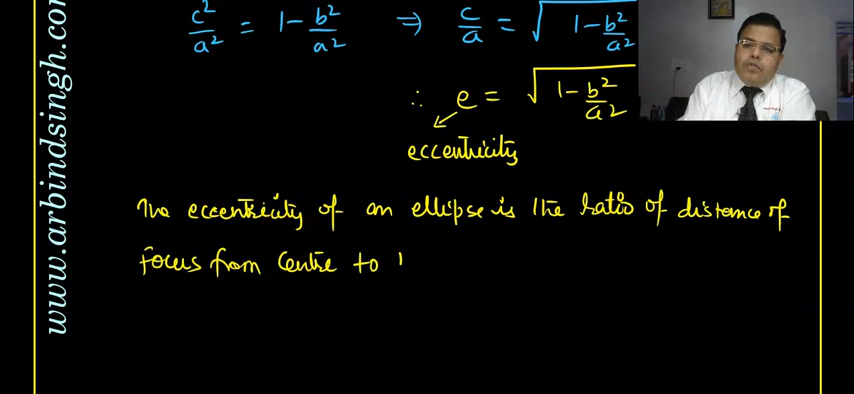 c²/a² = 1 - b²/a² ⇒ c/a = √(1 - b²/a²)
∴ e = √(1 - b²/a²)
eccentricity
The eccentricity of an ellipse is the ratio of distance of
focus from centre to
www.arbindsingh.com